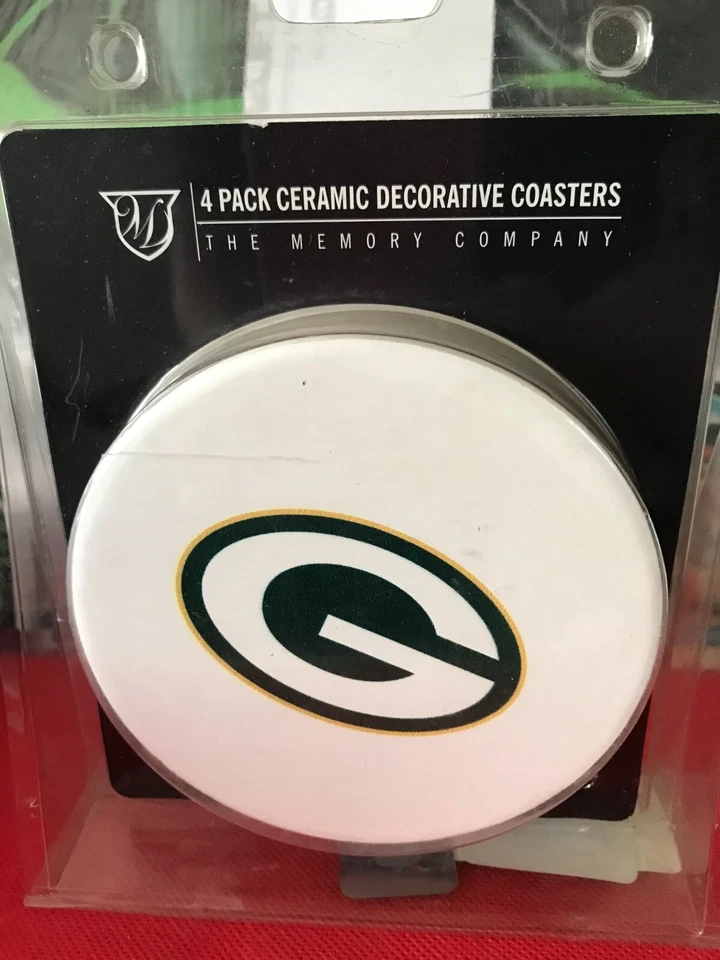 4 PACK CERAMIC DECORATIVE COASTERS
THE MEMORY COMPANY
G